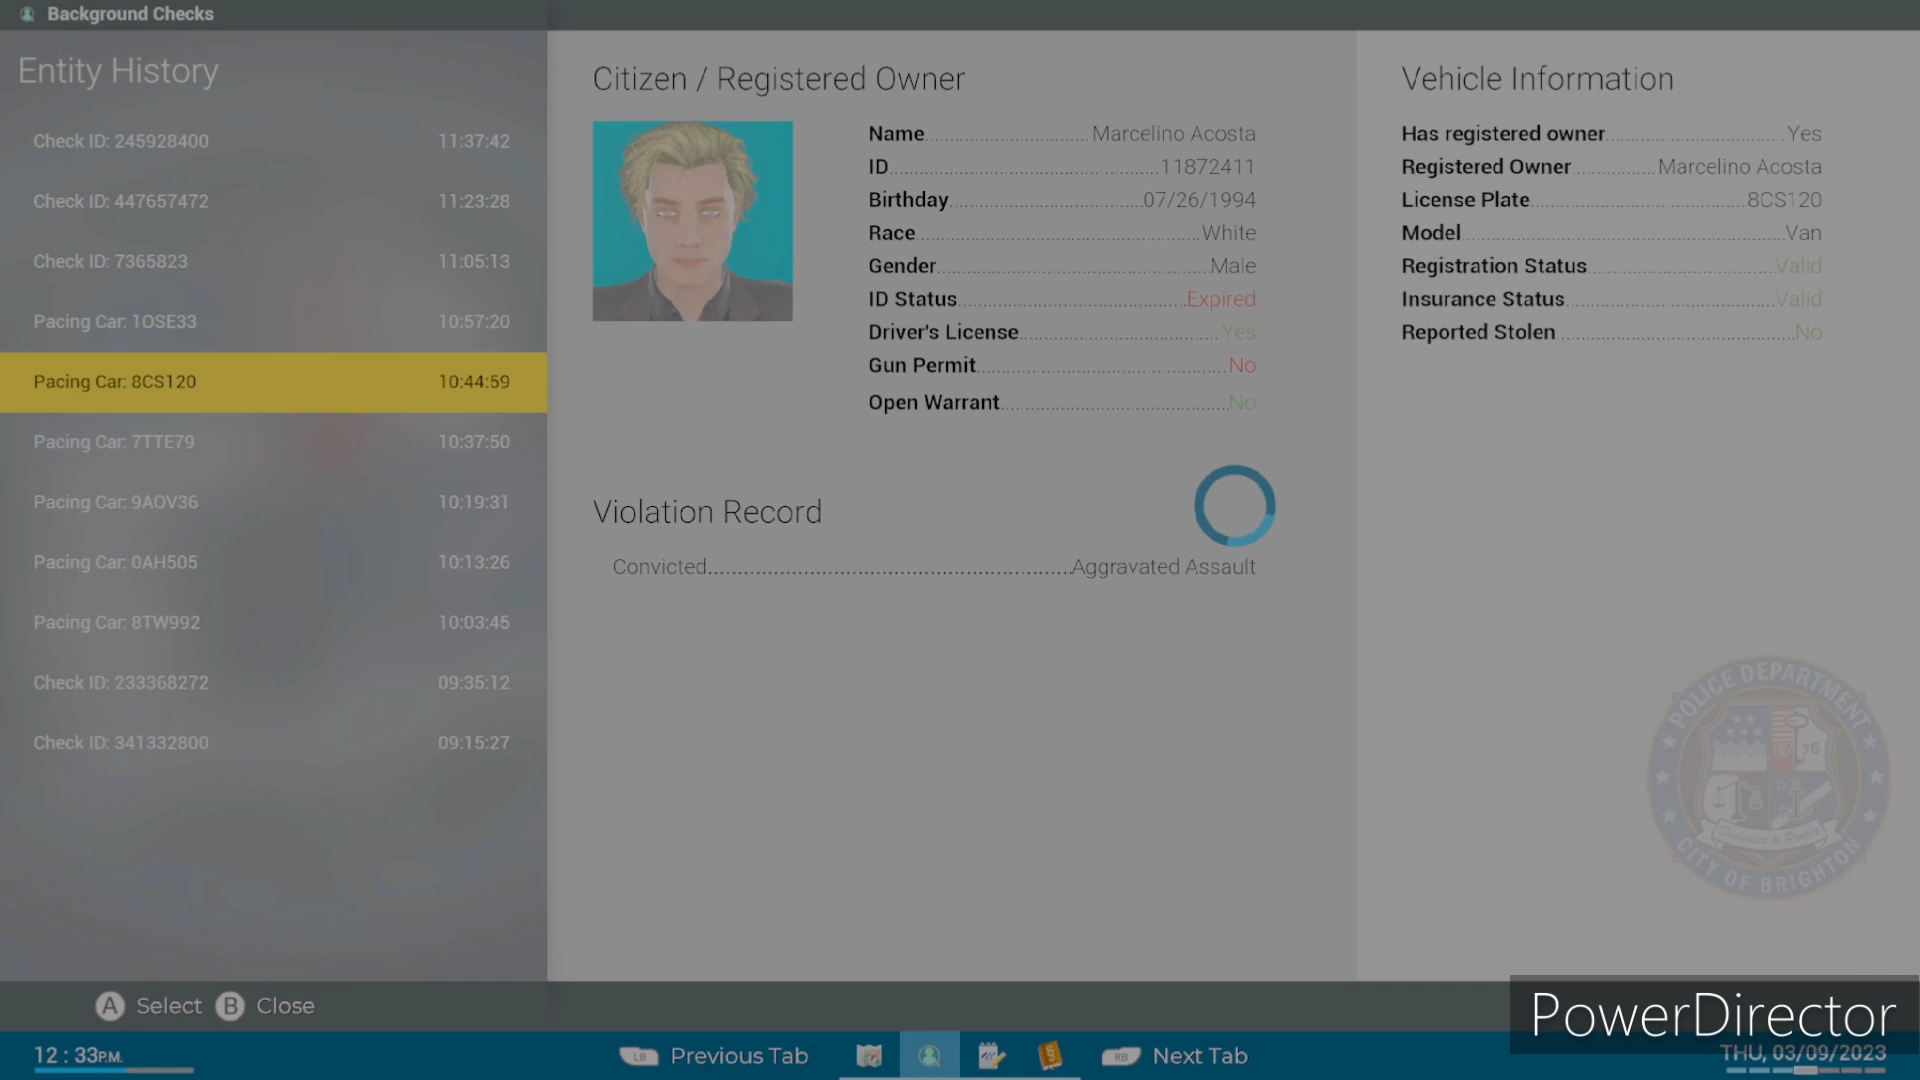 Background Checks
Entity History
Check ID: 245928400 11:37:42
Check ID: 447657472 11:23:28
Check ID: 7365823 11:05:13
Pacing Car: 1OSE33 10:57:20
Pacing Car: 8CS120 10:44:59
Pacing Car: 7TTE79 10:37:50
Pacing Car: 9AOV36 10:19:31
Pacing Car: 0AH505 10:13:26
Pacing Car: 8TW992 10:03:45
Check ID: 233368272 09:35:12
Check ID: 341332800 09:15:27
Citizen / Registered Owner
Name Marcelino Acosta
ID 11872411
Birthday 07/26/1994
Race White
Gender Male
ID Status Expired
Driver's License Yes
Gun Permit No
Open Warrant No
Violation Record
Convicted Aggravated Assault
Vehicle Information
Has registered owner Yes
Registered Owner Marcelino Acosta
License Plate 8CS120
Model Van
Registration Status Valid
Insurance Status Valid
Reported Stolen No
POLICE DEPARTMENT
17 76
CITY OF BRIGHTON
A Select B Close
PowerDirector
12 : 33 P.M.
LB Previous Tab
RB Next Tab
THU, 03/09/2023